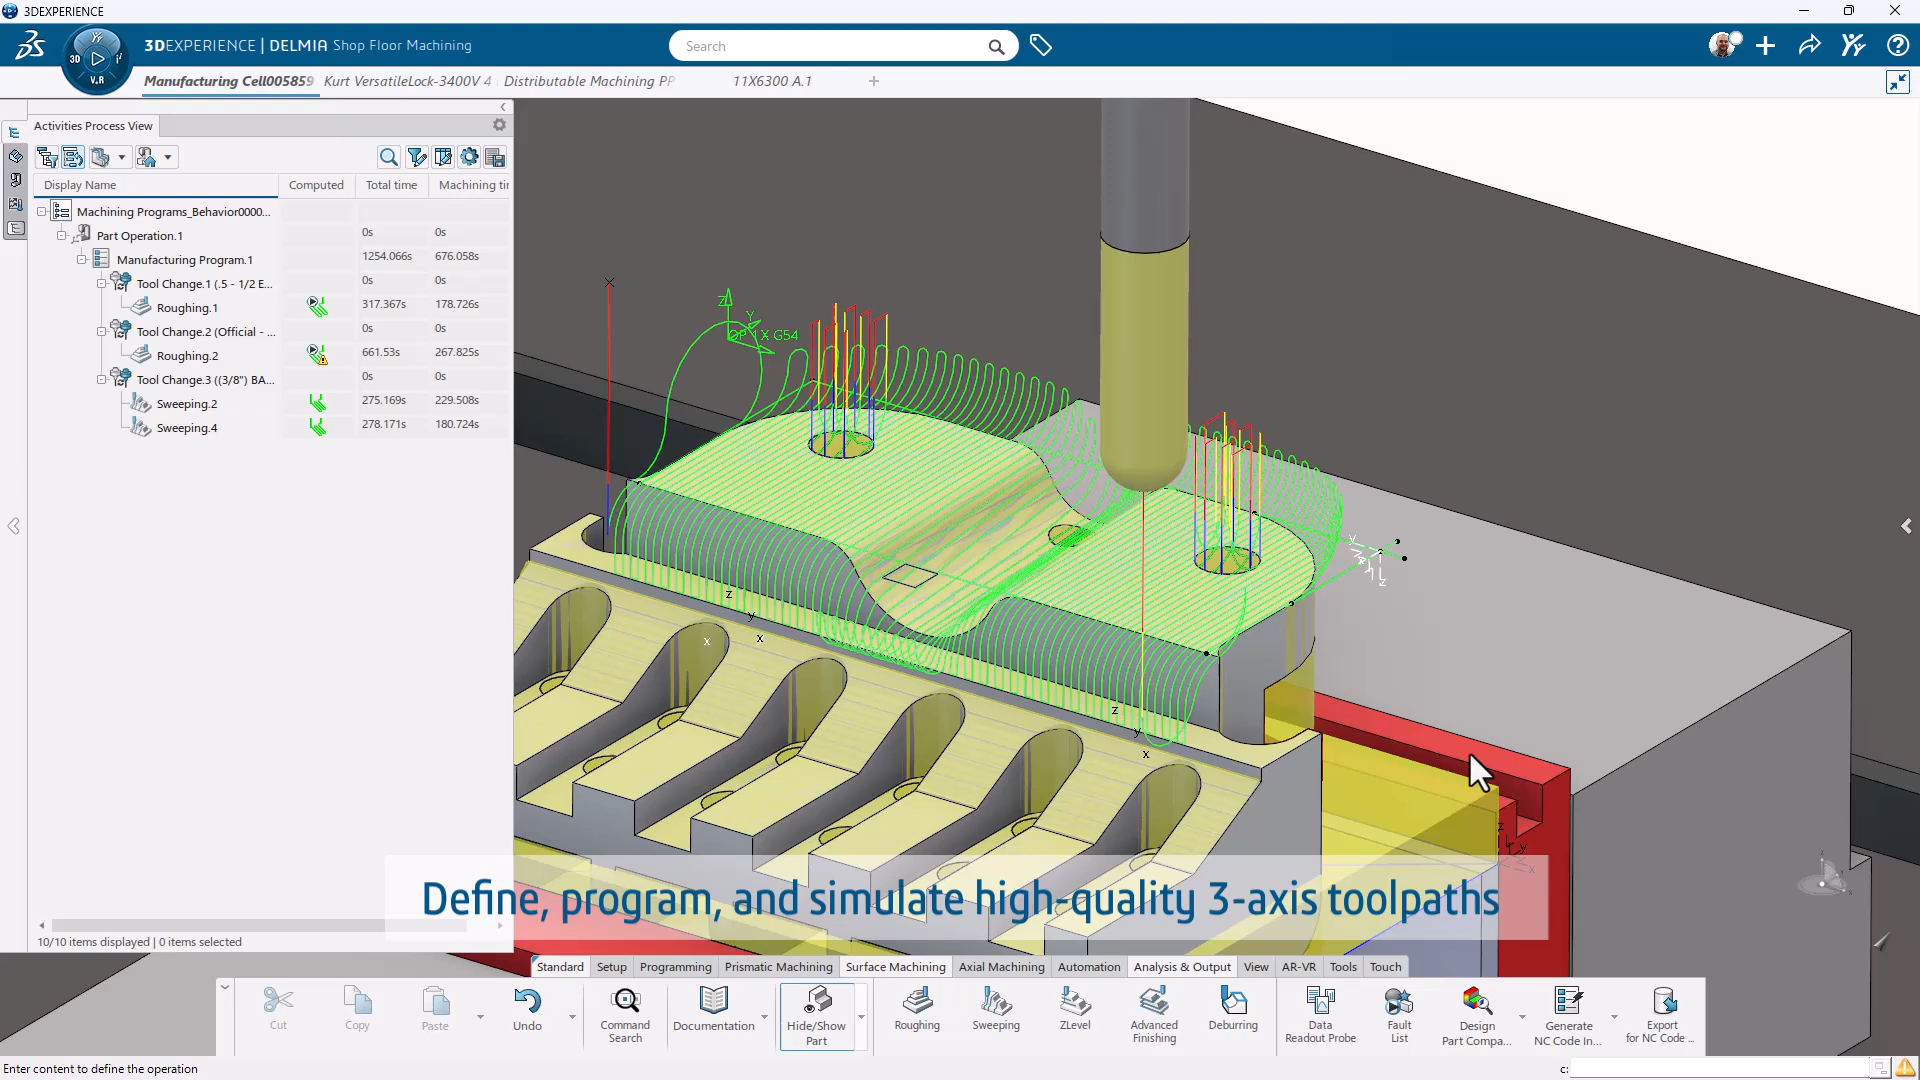 3DEXPERIENCE
3DEXPERIENCE | DELMIA Shop Floor Machining
Search
3D
V.R
Manufacturing Cell005859
Kurt VersatileLock-3400V 4
Distributable Machining PP
11X6300 A.1
Activities Process View
Display Name
Computed
Total time
Machining tir
Machining Programs_Behavior0000...
Part Operation.1
0s
0s
Manufacturing Program.1
1254.066s
676.058s
Tool Change.1 (.5 - 1/2 E...
0s
0s
Roughing.1
317.367s
178.726s
Tool Change.2 (Official - ...
0s
0s
Roughing.2
661.53s
267.825s
Tool Change.3 ((3/8") BA...
0s
0s
Sweeping.2
275.169s
229.508s
Sweeping.4
278.171s
180.724s
10/10 items displayed | 0 items selected
Z
Y
OP 1 X G54
z
y
x
x
z
y
x
Define, program, and simulate high-quality 3-axis toolpaths
Standard
Setup
Programming
Prismatic Machining
Surface Machining
Axial Machining
Automation
Analysis & Output
View
AR-VR
Tools
Touch
Cut
Copy
Paste
Undo
Command
Search
Documentation
Hide/Show
Part
Roughing
Sweeping
ZLevel
Advanced
Finishing
Deburring
Data
Readout Probe
Fault
List
Design
Part Compa...
Generate
NC Code In...
Export
for NC Code ...
Enter content to define the operation
c: